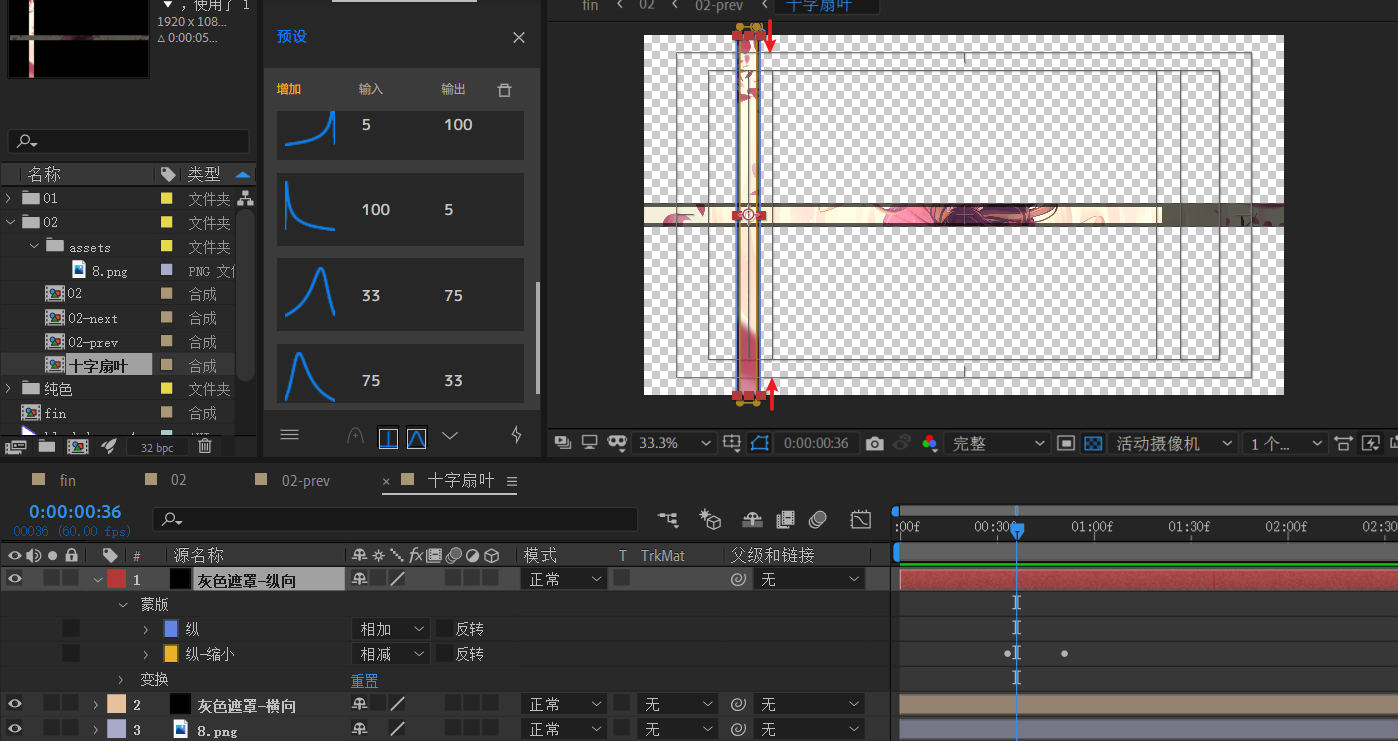 ，使用了 1
1920 x 108...
△ 0:00:05...
名称
类型
01
文件夹
02
文件夹
assets
文件夹
8.png
PNG 文件
02
合成
02-next
合成
02-prev
合成
十字扇叶
合成
纯色
文件夹
fin
合成
32 bpc
预设
增加 输入 输出
5 100
100 5
33 75
75 33
fin ‹ 02 ‹ 02-prev ‹ 十字扇叶
33.3% 0:00:00:36 完整 活动摄像机 1 个...
fin 02 02-prev × 十字扇叶
0:00:00:36
00036 (60.00 fps)
:00f 00:30f 01:00f 01:30f 02:00f 02:30
# 源名称 fx 模式 T TrkMat 父级和链接
1 灰色遮罩-纵向 正常 无
蒙版
纵 相加 反转
纵-缩小 相减 反转
变换 重置
2 灰色遮罩-横向 正常 无 无
3 8.png 正常 无 无